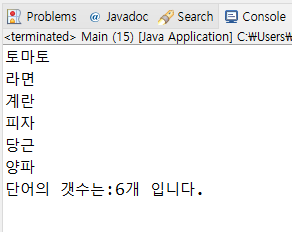 Problems @ Javadoc Search Console
<terminated> Main (15) [Java Application] C:₩Users₩
토마토
라면
계란
피자
당근
양파
단어의 갯수는:6개 입니다.